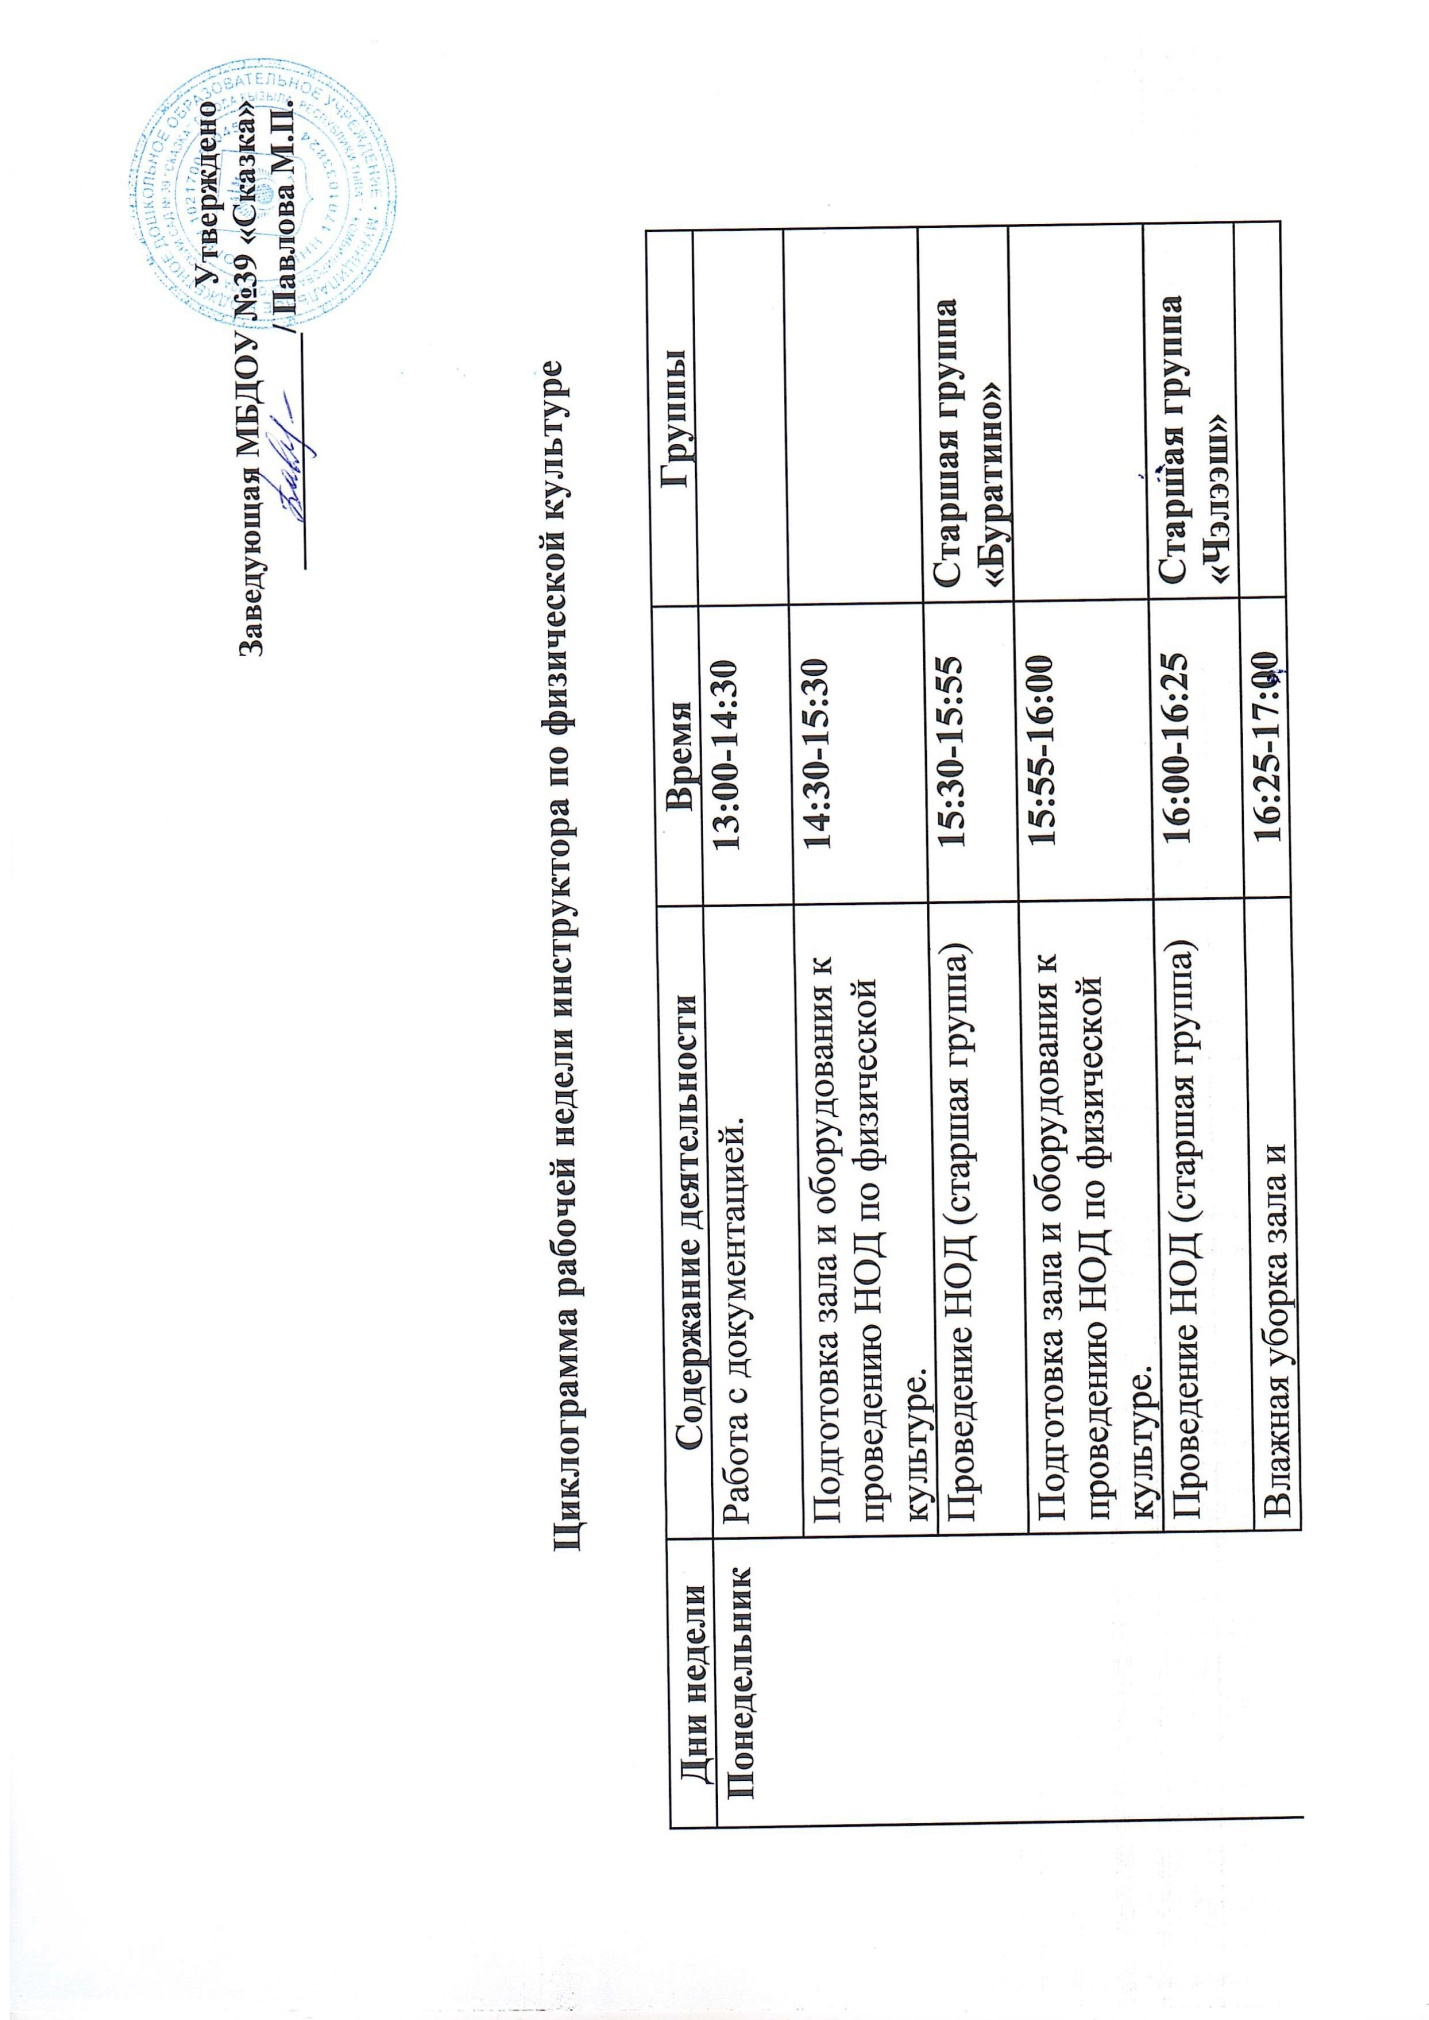 Утверждено
Заведующая МБДОУ №39 «Сказка»
/ Павлова М.П.
Циклограмма рабочей недели инструктора по физической культуре
Дни недели Содержание деятельности Время Группы
Понедельник Работа с документацией. 13:00-14:30
Подготовка зала и оборудования к 14:30-15:30
проведению НОД по физической
культуре.
Проведение НОД (старшая группа) 15:30-15:55 Старшая группа
«Буратино»
Подготовка зала и оборудования к 15:55-16:00
проведению НОД по физической
культуре.
Проведение НОД (старшая группа) 16:00-16:25 Старшая группа
«Чэлээш»
Влажная уборка зала и 16:25-17:00